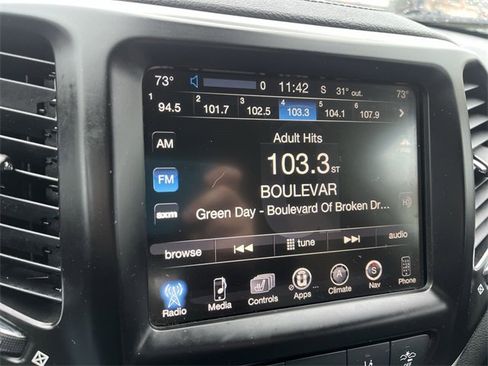 73° 0 11:42 S 31° out. 73°
1 94.5 2 101.7 3 102.5 4 103.3 5 104.1 6 107.9 >
Adult Hits
AM
103.3 ST
FM
BOULEVAR
sxm
Green Day - Boulevard Of Broken Dr...
browse tune audio
Radio Media Controls Apps A Climate S Nav Phone